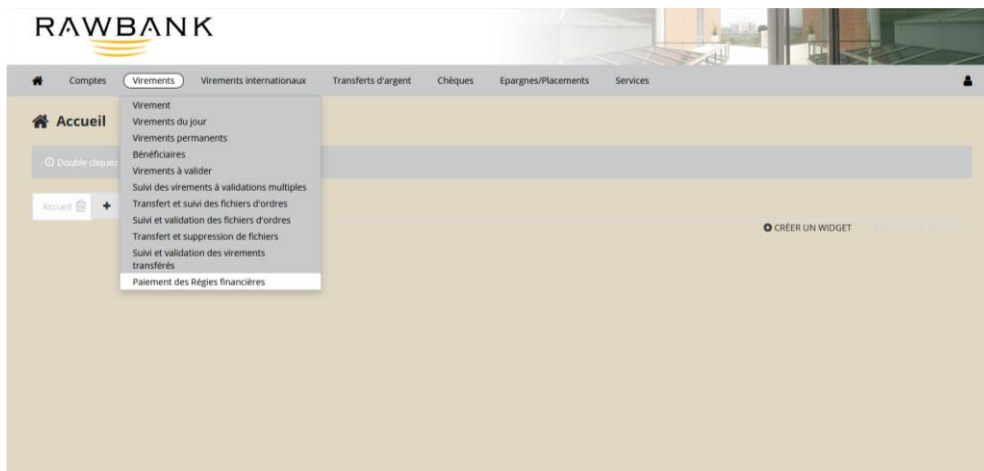 RAWBANK
Comptes Virements Virements internationaux Transferts d'argent Chèques Epargnes/Placements Services
Virement
Virements du jour
Virements permanents
Bénéficiaires
Virements à valider
Suivi des virements à validations multiples
Transfert et suivi des fichiers d'ordres
Suivi et validation des fichiers d'ordres
Transfert et suppression de fichiers
Suivi et validation des virements
transférés
Paiement des Régies financières
Accueil
Double cliquez
Accueil
CRÉER UN WIDGET